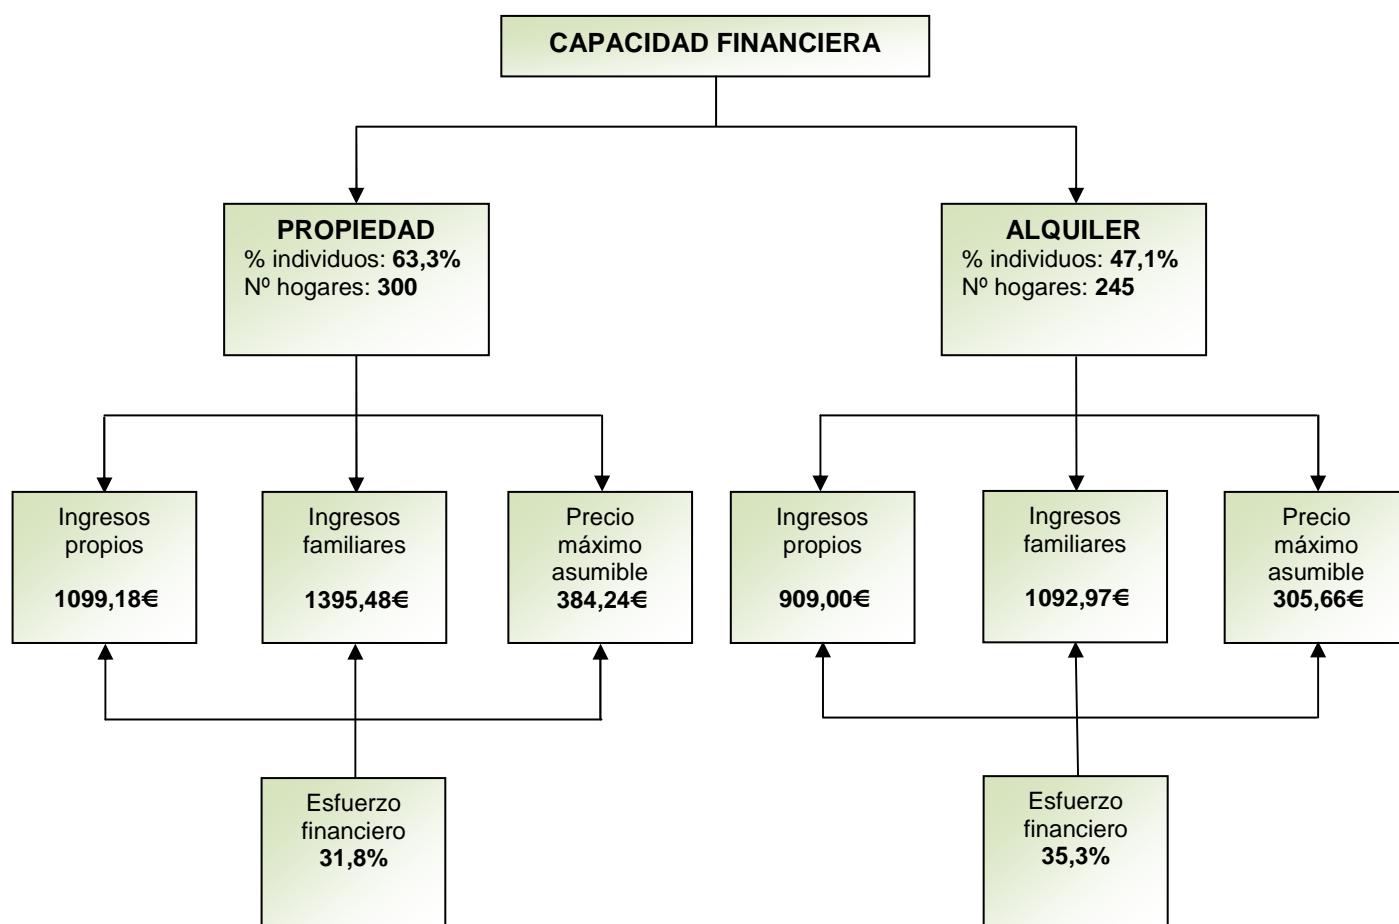 CAPACIDAD FINANCIERA
PROPIEDAD
% individuos: 63,3%
Nº hogares: 300
ALQUILER
% individuos: 47,1%
Nº hogares: 245
Ingresos
propios
1099,18€
Ingresos
familiares
1395,48€
Precio
máximo
asumible
384,24€
Ingresos
propios
909,00€
Ingresos
familiares
1092,97€
Precio
máximo
asumible
305,66€
Esfuerzo
financiero
31,8%
Esfuerzo
financiero
35,3%